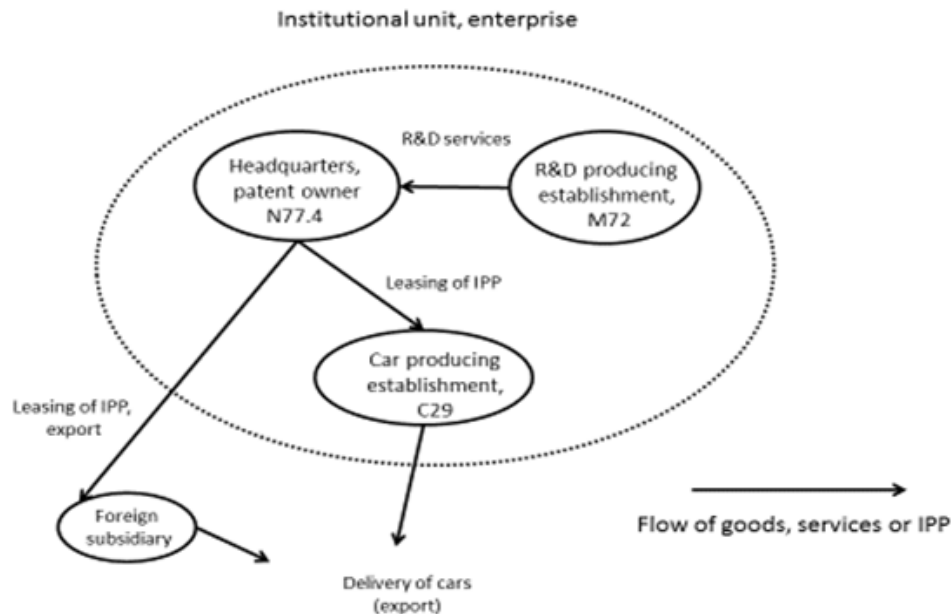 Institutional unit, enterprise
R&D services
Headquarters,
patent owner
N77.4
R&D producing
establishment,
M72
Leasing of IPP
Car producing
establishment,
C29
Leasing of IPP,
export
Foreign
subsidiary
Flow of goods, services or IPP
Delivery of cars
(export)